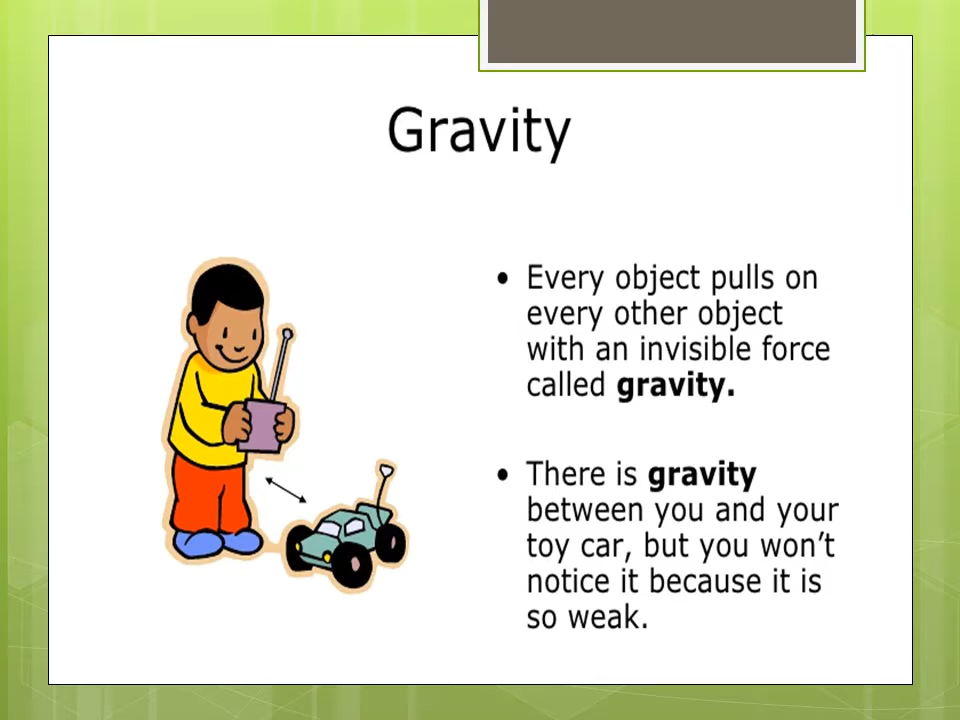 Gravity
• Every object pulls on
every other object
with an invisible force
called gravity.
• There is gravity
between you and your
toy car, but you won’t
notice it because it is
so weak.